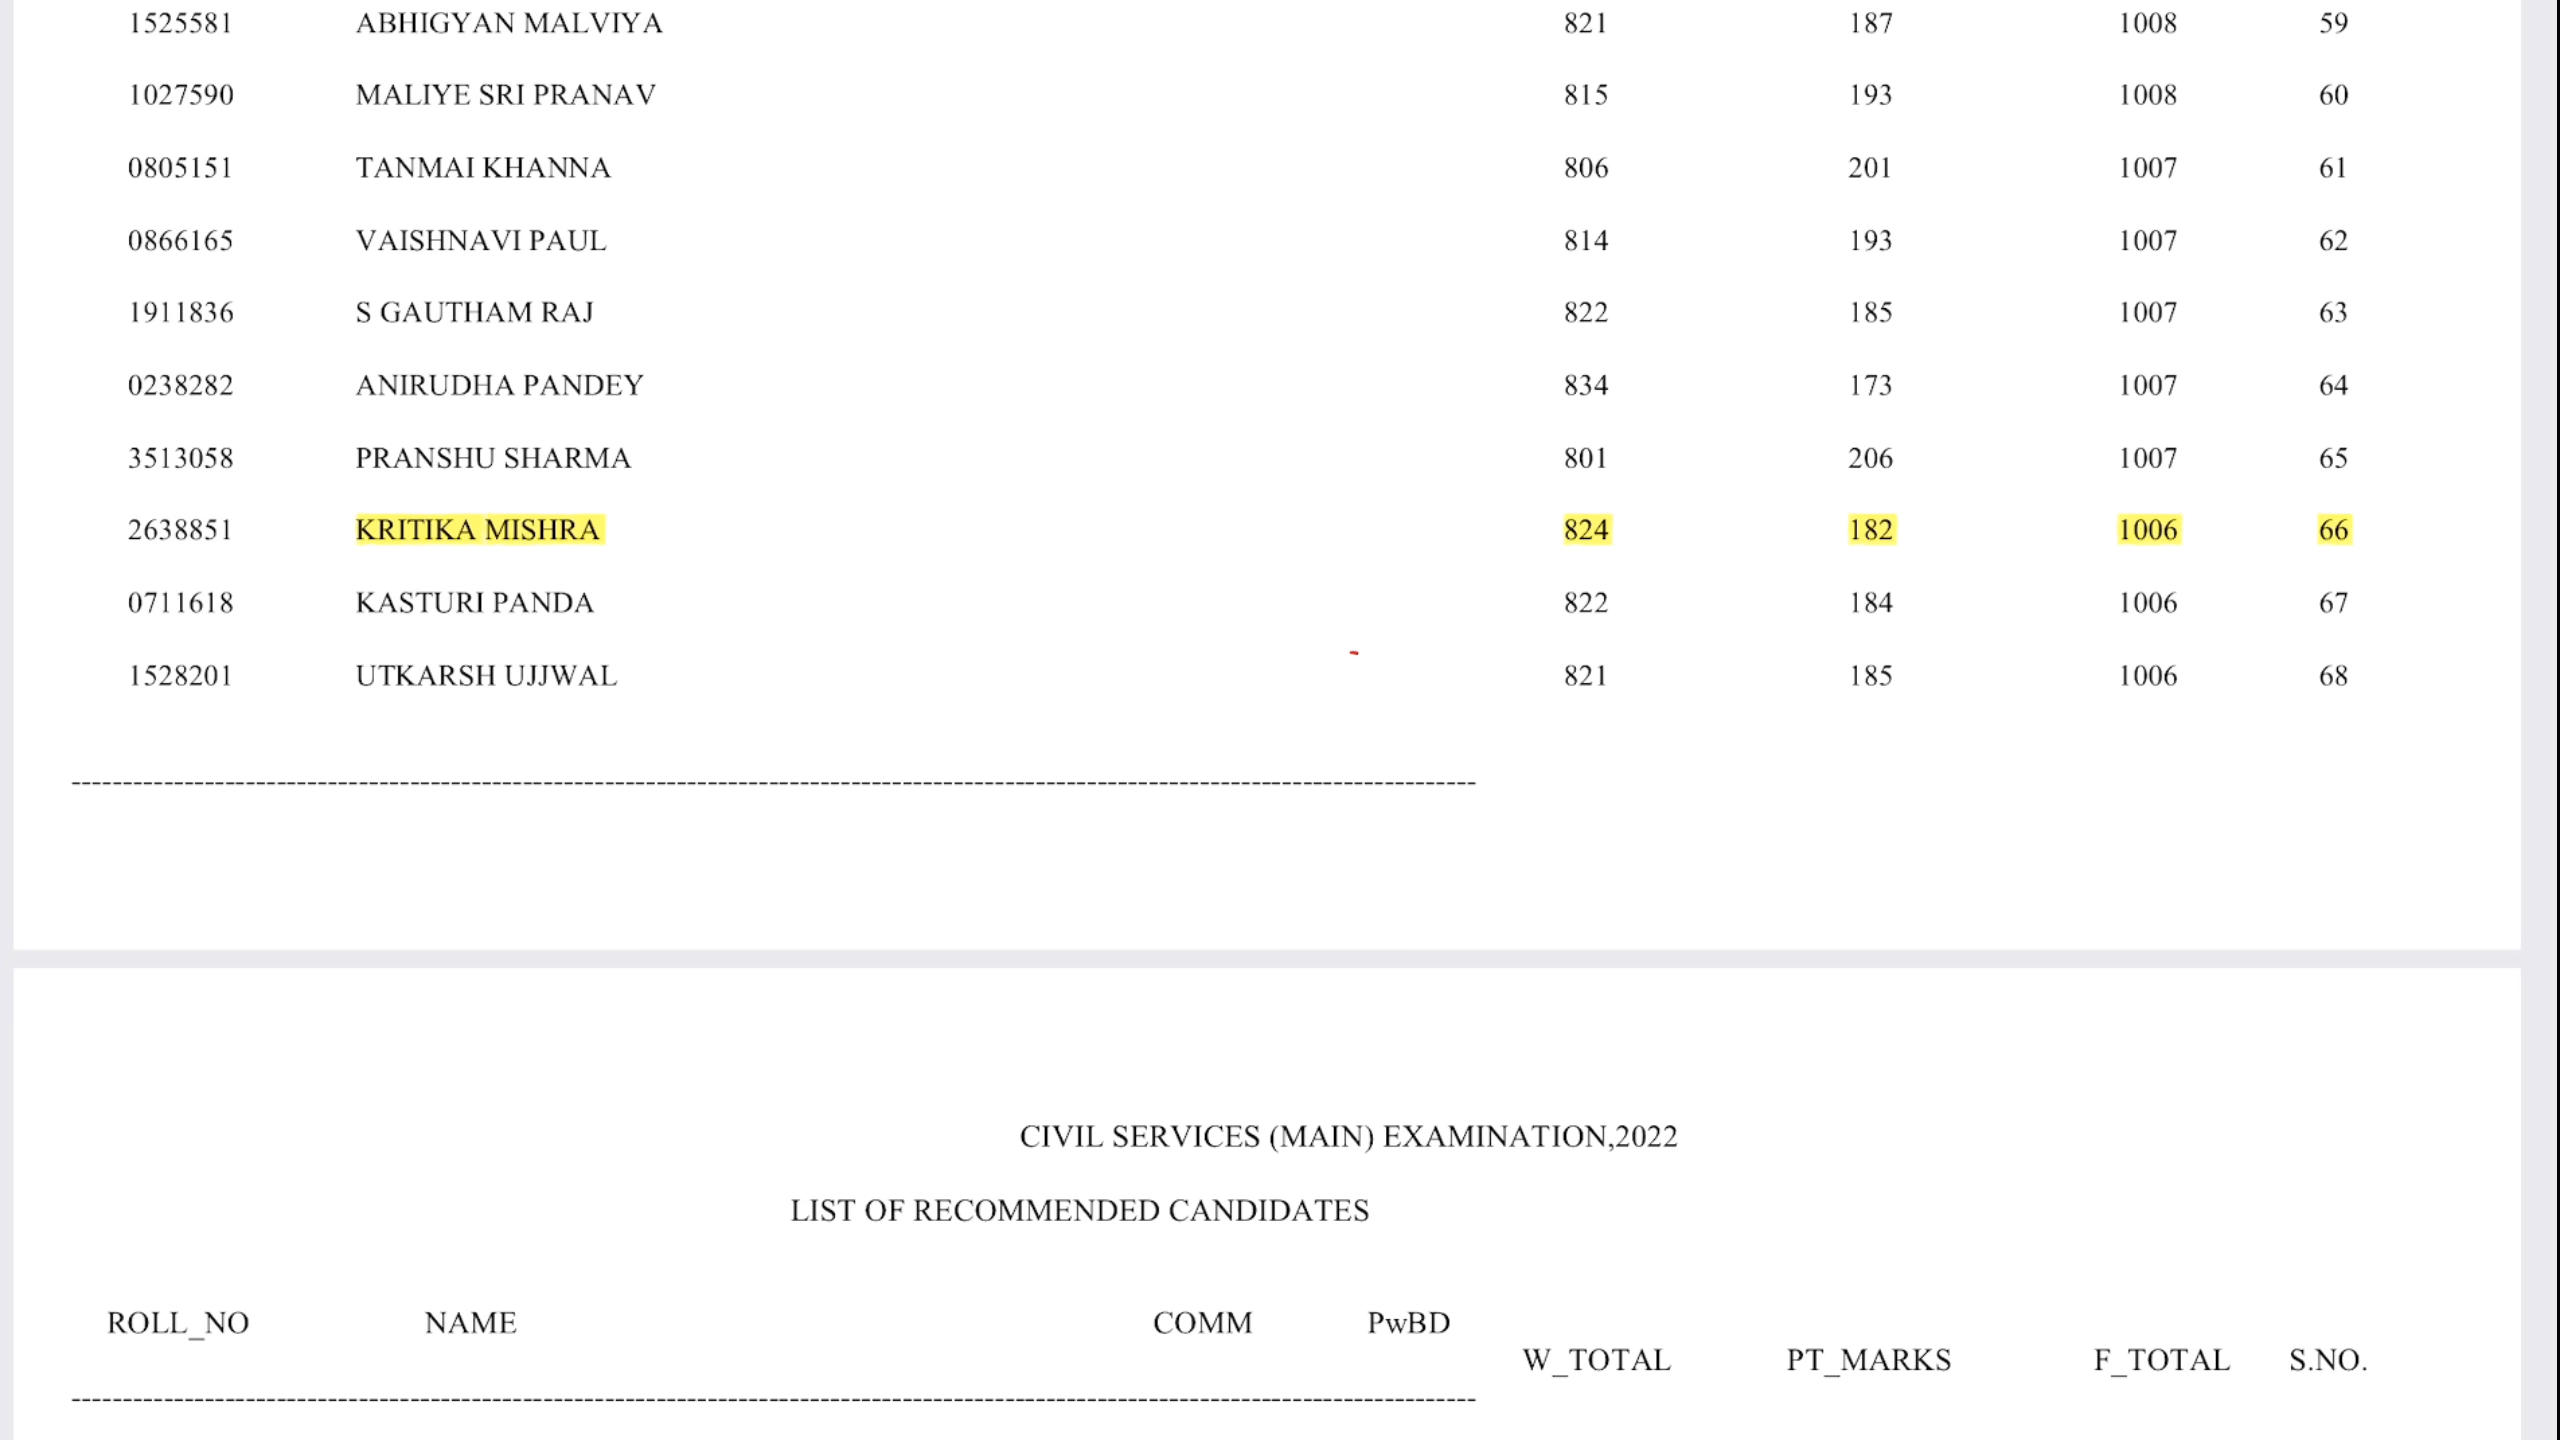 1525581 ABHIGYAN MALVIYA 821 187 1008 59
1027590 MALIYE SRI PRANAV 815 193 1008 60
0805151 TANMAI KHANNA 806 201 1007 61
0866165 VAISHNAVI PAUL 814 193 1007 62
1911836 S GAUTHAM RAJ 822 185 1007 63
0238282 ANIRUDHA PANDEY 834 173 1007 64
3513058 PRANSHU SHARMA 801 206 1007 65
2638851 KRITIKA MISHRA 824 182 1006 66
0711618 KASTURI PANDA 822 184 1006 67
1528201 UTKARSH UJJWAL 821 185 1006 68
CIVIL SERVICES (MAIN) EXAMINATION,2022
LIST OF RECOMMENDED CANDIDATES
ROLL_NO NAME COMM PwBD
W_TOTAL PT_MARKS F_TOTAL S.NO.